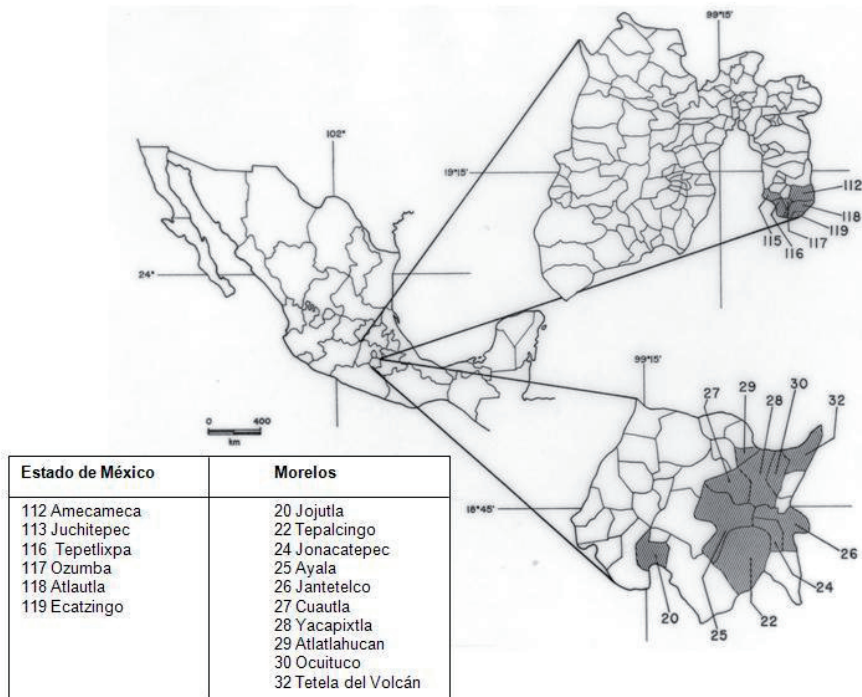 99°15'
102°
19°15'
112
118
119
117
116
115
24°
99°15'
27
29
28
30
32
0 400
km
18°45'
26
24
22
25
20
Estado de México Morelos
112 Amecameca 20 Jojutla
113 Juchitepec 22 Tepalcingo
116 Tepetlixpa 24 Jonacatepec
117 Ozumba 25 Ayala
118 Atlautla 26 Jantetelco
119 Ecatzingo 27 Cuautla
28 Yacapixtla
29 Atlatlahucan
30 Ocuituco
32 Tetela del Volcán